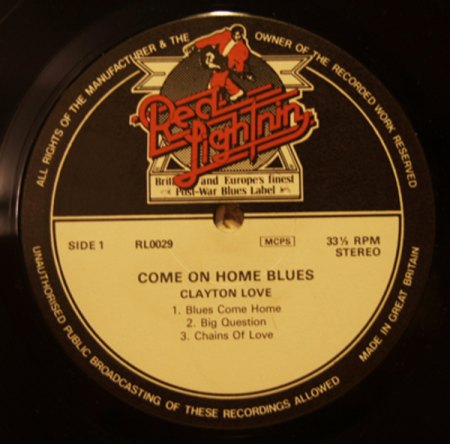 ALL RIGHTS OF THE MANUFACTURER & THE OWNER OF THE RECORDED WORK RESERVED
Red
Lightnin'
and Europe's finest
Post-War Blues Label
SIDE 1 RL0029 MCPS 33⅓ RPM
STEREO
COME ON HOME BLUES
CLAYTON LOVE
1. Blues Come Home
2. Big Question
3. Chains Of Love
UNAUTHORISED PUBLIC BROADCASTING OF THESE RECORDINGS ALLOWED
MADE IN GREAT BRITAIN